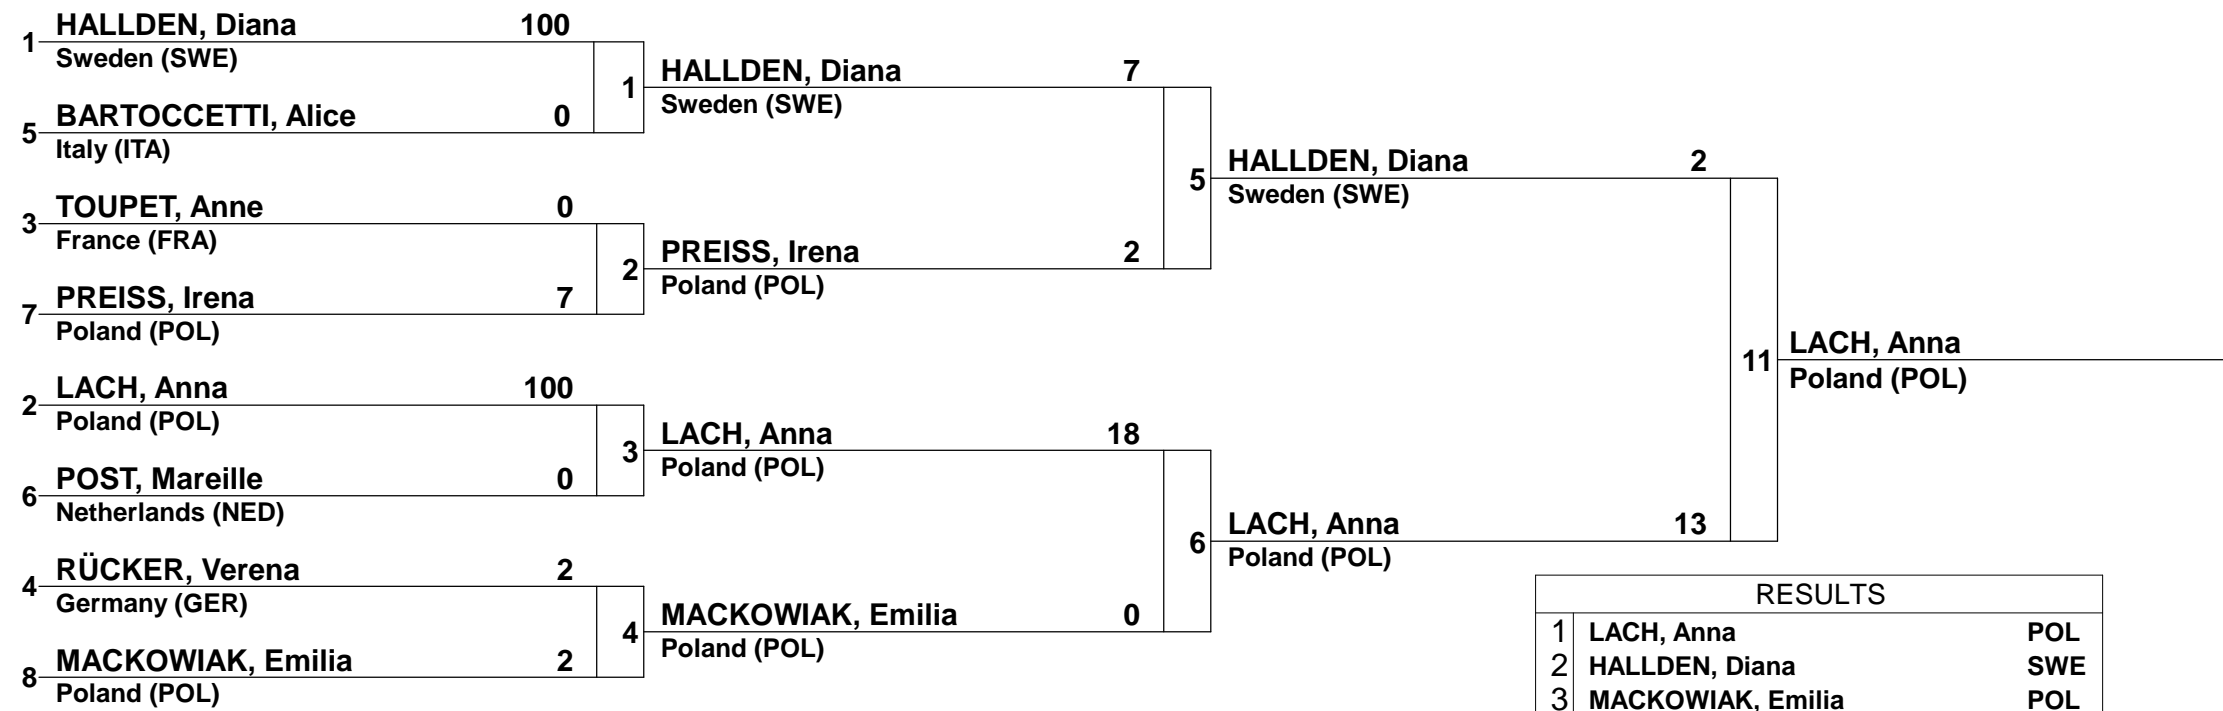 1 HALLDEN, Diana 100
Sweden (SWE)
5 BARTOCCETTI, Alice 0
Italy (ITA)
1
3 TOUPET, Anne 0
France (FRA)
7 PREISS, Irena 7
Poland (POL)
2
2 LACH, Anna 100
Poland (POL)
6 POST, Mareille 0
Netherlands (NED)
3
4 RÜCKER, Verena 2
Germany (GER)
8 MACKOWIAK, Emilia 2
Poland (POL)
4
HALLDEN, Diana 7
Sweden (SWE)
PREISS, Irena 2
Poland (POL)
5
LACH, Anna 18
Poland (POL)
MACKOWIAK, Emilia 0
Poland (POL)
6
HALLDEN, Diana 2
Sweden (SWE)
LACH, Anna 13
Poland (POL)
11
LACH, Anna
Poland (POL)
RESULTS
1 LACH, Anna POL
2 HALLDEN, Diana SWE
3 MACKOWIAK, Emilia POL